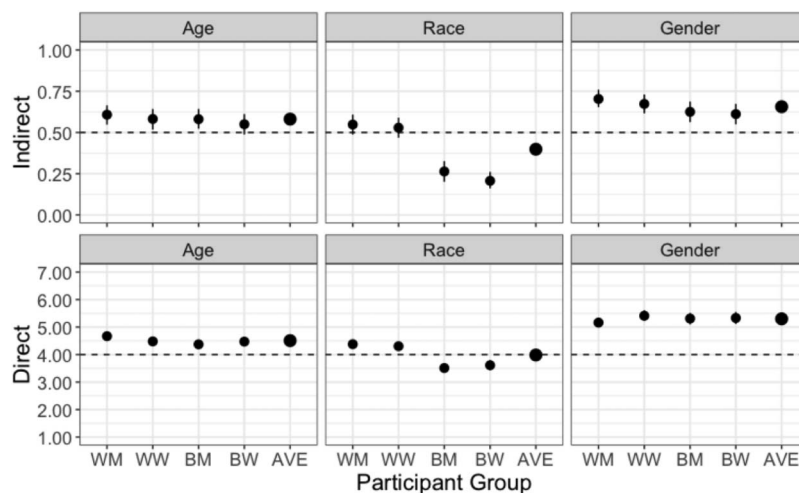 Age Race Gender
Indirect
1.00
0.75
0.50
0.25
0.00
Age Race Gender
Direct
7.00
6.00
5.00
4.00
3.00
2.00
1.00
WM WW BM BW AVE WM WW BM BW AVE WM WW BM BW AVE
Participant Group